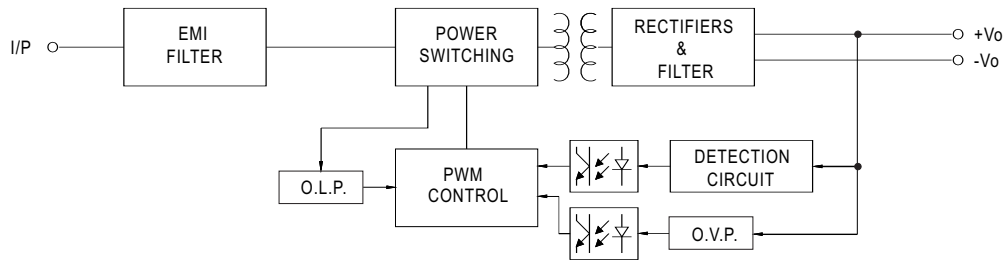 I/P
EMI
FILTER
POWER
SWITCHING
RECTIFIERS
&
FILTER
+Vo
-Vo
O.L.P.
PWM
CONTROL
DETECTION
CIRCUIT
O.V.P.